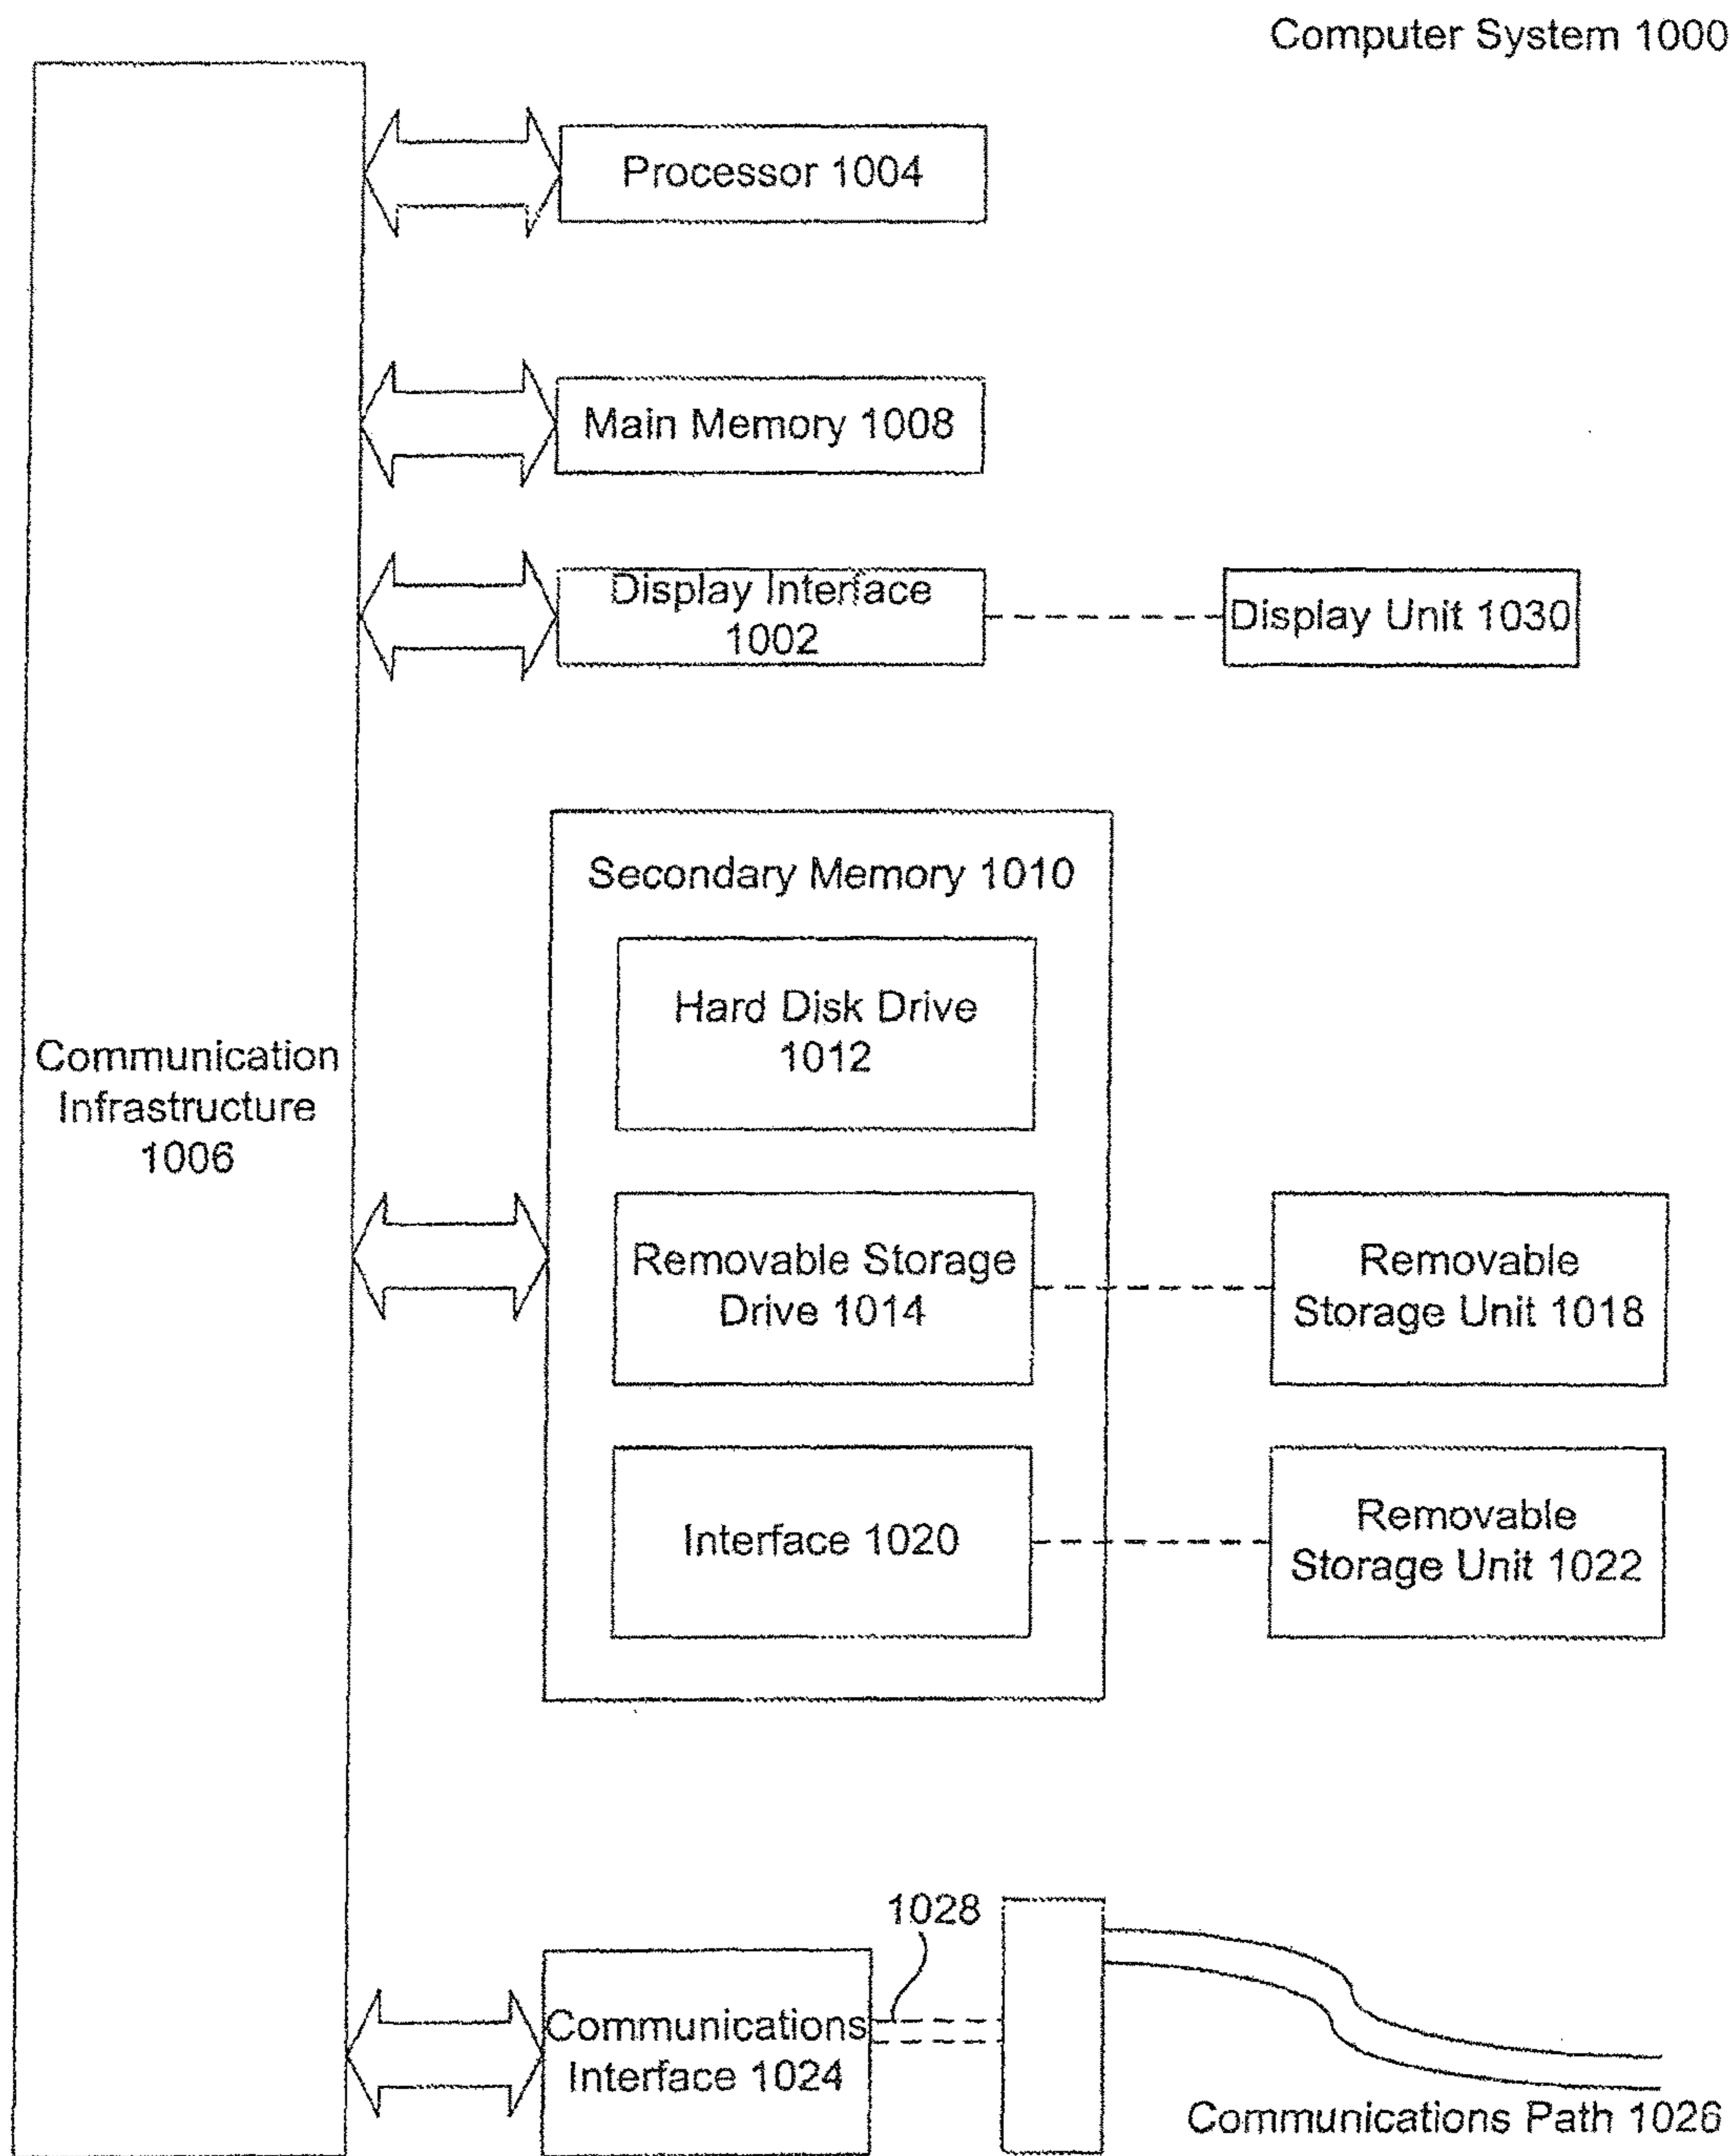 Computer System 1000
Processor 1004
Main Memory 1008
Display Interface
1002
Display Unit 1030
Secondary Memory 1010
Hard Disk Drive
1012
Communication
Infrastructure
1006
Removable Storage
Drive 1014
Removable
Storage Unit 1018
Interface 1020
Removable
Storage Unit 1022
1028
Communications
Interface 1024
Communications Path 1026